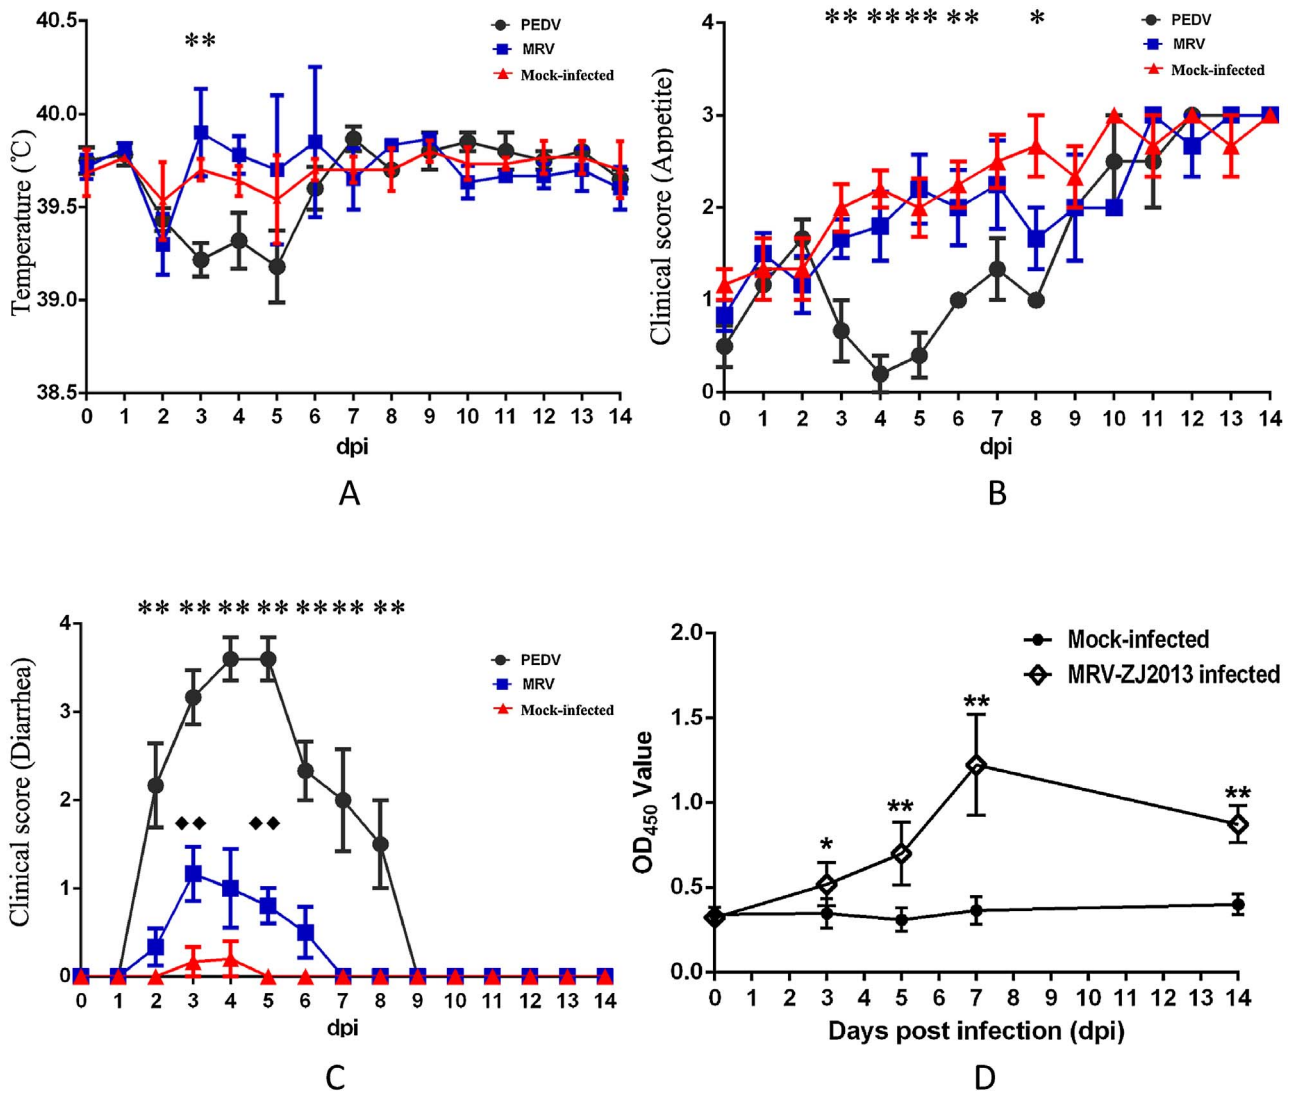 40.5
40.0
39.5
39.0
38.5
Temperature (℃)
**
PEDV
MRV
Mock-infected
0 1 2 3 4 5 6 7 8 9 10 11 12 13 14
dpi
A
4
3
2
1
0
Clinical score (Appetite)
** ** ** ** *
PEDV
MRV
Mock-infected
0 1 2 3 4 5 6 7 8 9 10 11 12 13 14
dpi
B
4
3
2
1
0
Clinical score (Diarrhea)
** ** ** ** ** ** **
◆◆ ◆◆
PEDV
MRV
Mock-infected
0 1 2 3 4 5 6 7 8 9 10 11 12 13 14
dpi
C
2.0
1.5
1.0
0.5
0.0
OD450 Value
Mock-infected
MRV-ZJ2013 infected
* ** ** **
0 1 2 3 4 5 6 7 7 8 9 10 11 12 13 14
Days post infection (dpi)
D